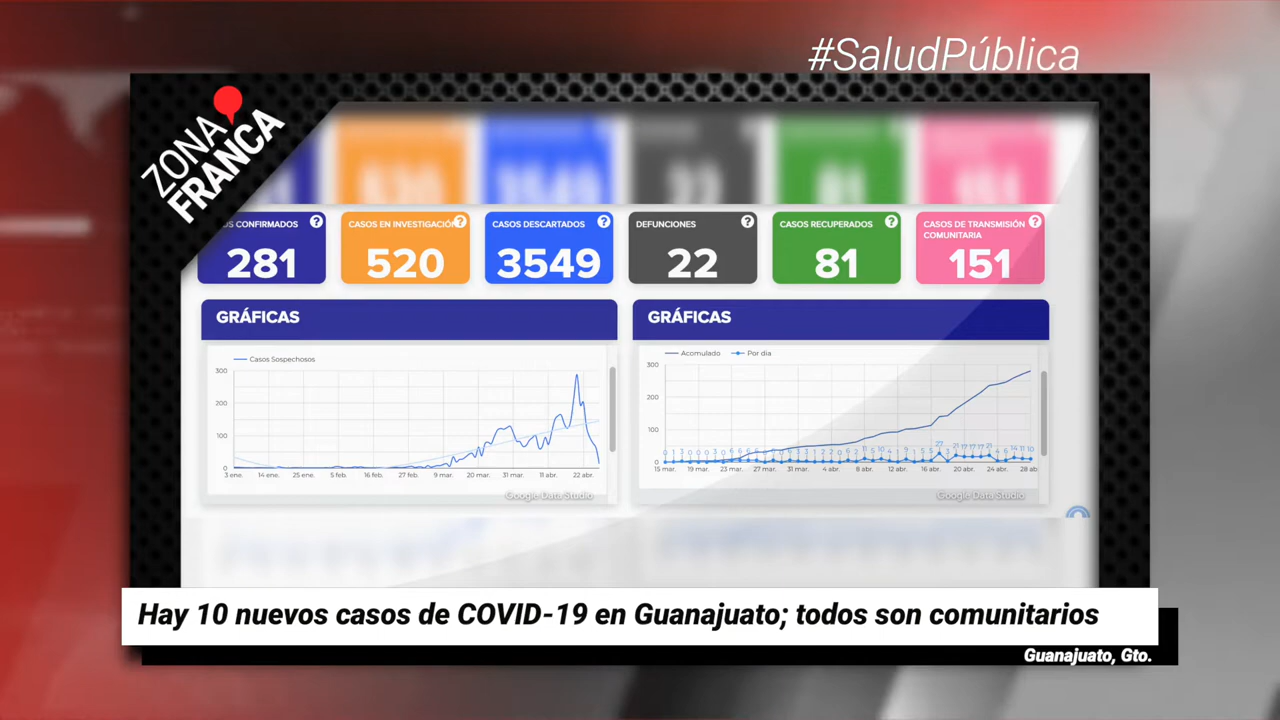 #SaludPública
ZONA
FRANCA
CONFIRMADOS
281
CASOS EN INVESTIGACIÓN
520
CASOS DESCARTADOS
3549
DEFUNCIONES
22
CASOS RECUPERADOS
81
CASOS DE TRANSMISIÓN
COMUNITARIA
151
GRÁFICAS
Casos Sospechosos
300
200
100
0
3 ene. 14 ene. 25 ene. 5 feb. 16 feb. 27 feb. 9 mar. 20 mar. 31 mar. 11 abr. 22 abr.
Google Data Studio
GRÁFICAS
Acumulado Por dia
300
200
100
0
15 mar. 19 mar. 23 mar. 27 mar. 31 mar. 4 abr. 8 abr. 12 abr. 16 abr. 20 abr. 24 abr. 28 ab
Google Data Studio
Hay 10 nuevos casos de COVID-19 en Guanajuato; todos son comunitarios
Guanajuato, Gto.